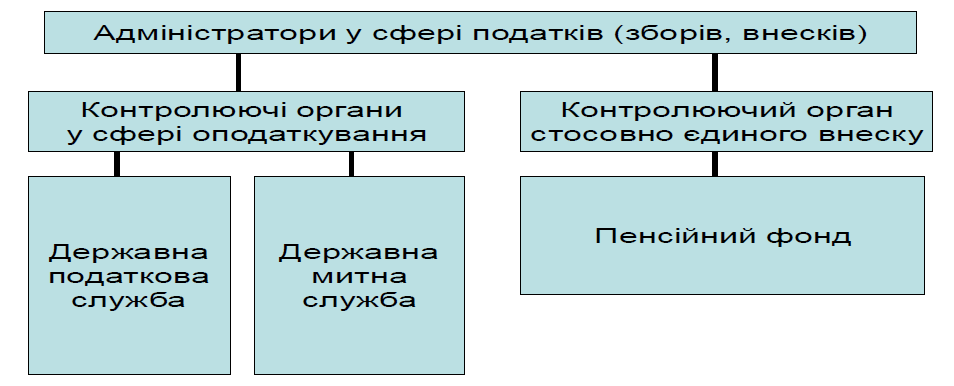 Адміністратори у сфері податків (зборів, внесків)
Контролюючі органи
у сфері оподаткування
Контролюючий орган
стосовно єдиного внеску
Державна
податкова
служба
Державна
митна
служба
Пенсійний фонд